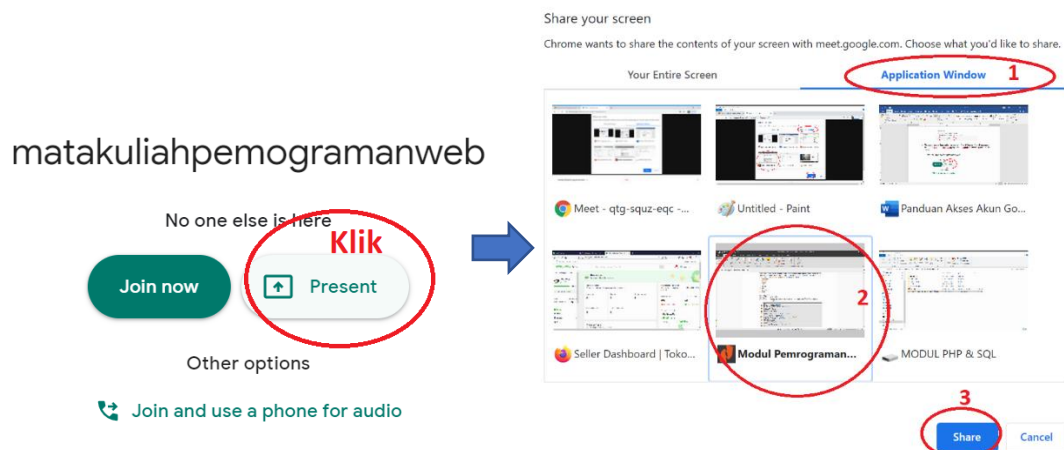 matakuliahpemogramanweb
No one else is here
Klik
Join now
Present
Other options
Join and use a phone for audio
Share your screen
Chrome wants to share the contents of your screen with meet.google.com. Choose what you'd like to share.
Your Entire Screen
Application Window 1
Meet - qtg-squz-eqc -...
Untitled - Paint
Panduan Akses Akun Go...
2
Seller Dashboard | Toko...
Modul Pemrograman...
MODUL PHP & SQL
3
Share
Cancel